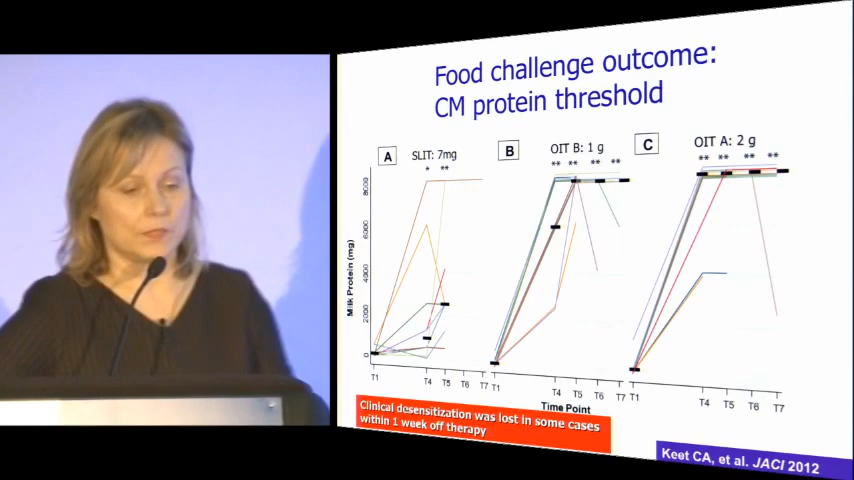 Food challenge outcome:
CM protein threshold
A
SLIT: 7mg
* **
B
OIT B: 1 g
** ** ** **
C
OIT A: 2 g
** ** ** **
Milk Protein (mg)
8000
6000
4000
2000
0
T1 T4 T5 T6 T7
T1 T4 T5 T6 T7
T1 T4 T5 T6 T7
Time Point
Clinical desensitization was lost in some cases
within 1 week off therapy
Keet CA, et al. JACI 2012